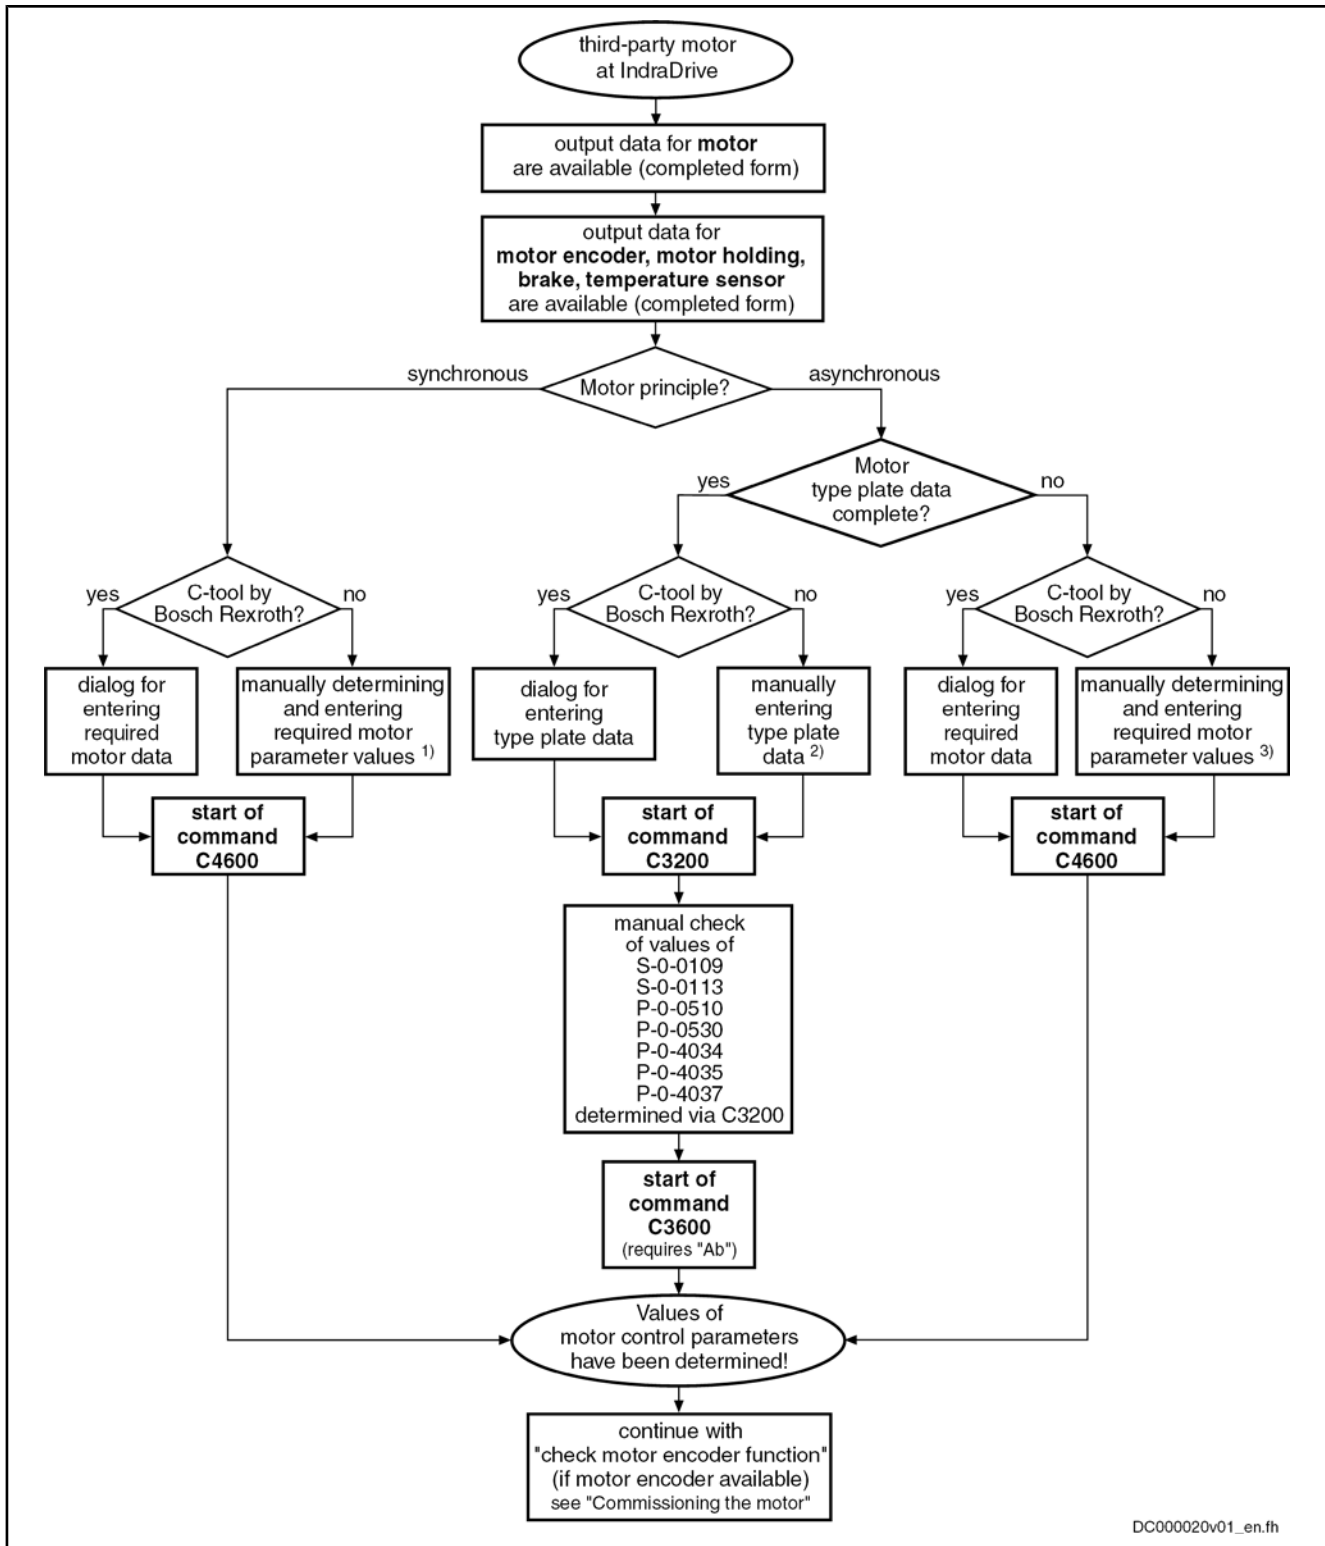 third-party motor
at IndraDrive
output data for motor
are available (completed form)
output data for
motor encoder, motor holding,
brake, temperature sensor
are available (completed form)
synchronous
Motor principle?
asynchronous
Motor
type plate data
complete?
yes
no
yes
C-tool by
Bosch Rexroth?
no
yes
C-tool by
Bosch Rexroth?
no
yes
C-tool by
Bosch Rexroth?
no
dialog for
entering
required
motor data
manually determining
and entering
required motor
parameter values 1)
dialog for
entering
type plate data
manually
entering
type plate
data 2)
dialog for
entering
required
motor data
manually determining
and entering
required motor
parameter values 3)
start of
command
C4600
start of
command
C3200
start of
command
C4600
manual check
of values of
S-0-0109
S-0-0113
P-0-0510
P-0-0530
P-0-4034
P-0-4035
P-0-4037
determined via C3200
start of
command
C3600
(requires "Ab")
Values of
motor control parameters
have been determined!
continue with
"check motor encoder function"
(if motor encoder available)
see "Commissioning the motor"
DC000020v01_en.fh